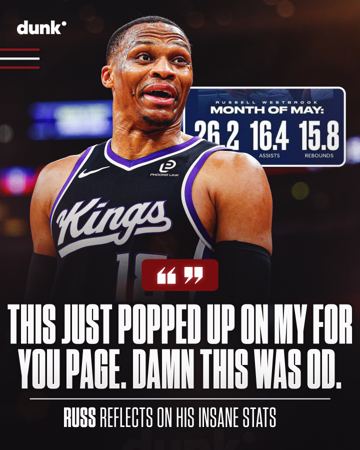 dunk
RUSSELL WESTBROOK
MONTH OF MAY:
26.2 16.4 15.8
ASSISTS REBOUNDS
Kings
THIS JUST POPPED UP ON MY FOR
YOU PAGE. DAMN THIS WAS OD.
RUSS REFLECTS ON HIS INSANE STATS